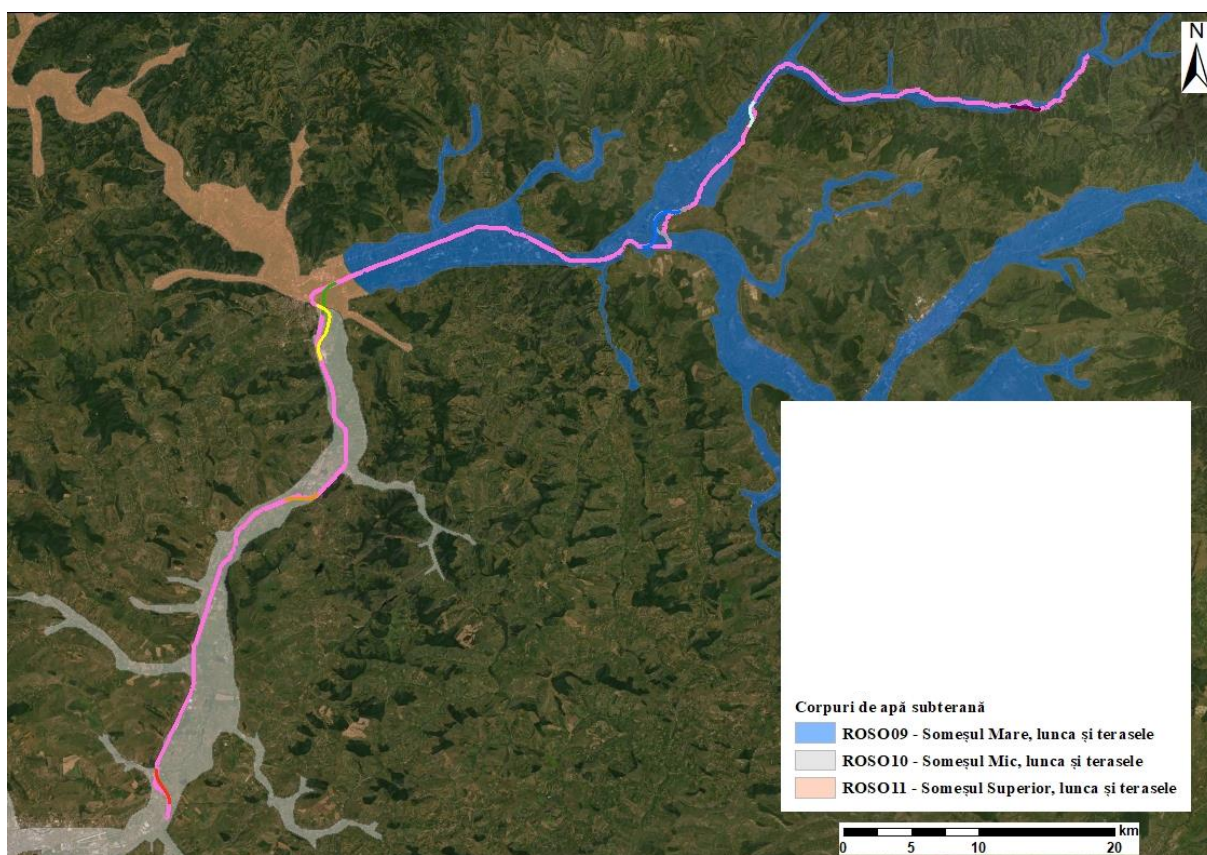 N
Corpuri de apă subterană
ROSO09 - Someșul Mare, lunca și terasele
ROSO10 - Someșul Mic, lunca și terasele
ROSO11 - Someșul Superior, lunca și terasele
km
0 5 10 20